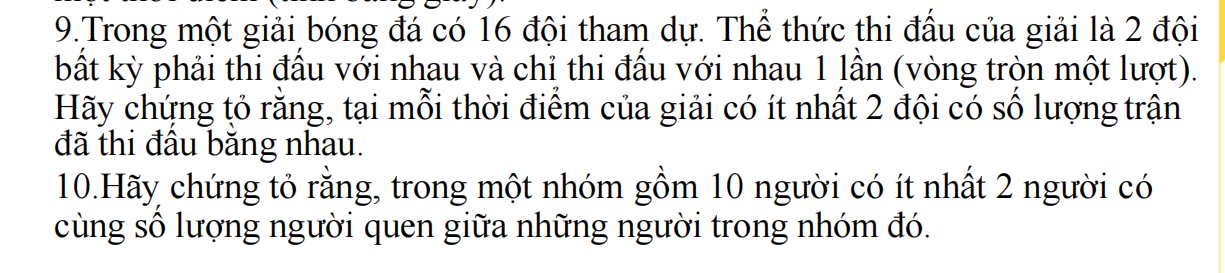 9.Trong một giải bóng đá có 16 đội tham dự. Thể thức thi đấu của giải là 2 đội
bất kỳ phải thi đấu với nhau và chỉ thi đấu với nhau 1 lần (vòng tròn một lượt).
Hãy chứng tỏ rằng, tại mỗi thời điểm của giải có ít nhất 2 đội có số lượng trận
đã thi đấu bằng nhau.
10.Hãy chứng tỏ rằng, trong một nhóm gồm 10 người có ít nhất 2 người có
cùng số lượng người quen giữa những người trong nhóm đó.